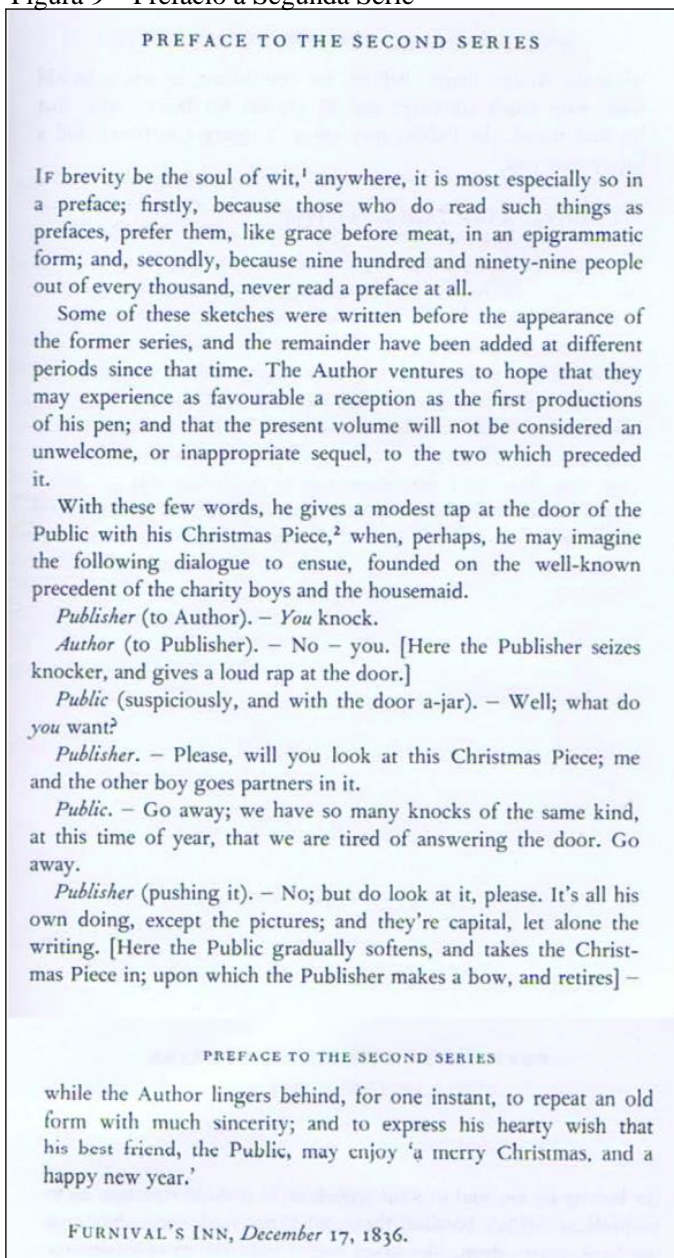 Figura 9 – Prefácio à Segunda Série
PREFACE TO THE SECOND SERIES
IF brevity be the soul of wit,¹ anywhere, it is most especially so in
a preface; firstly, because those who do read such things as
prefaces, prefer them, like grace before meat, in an epigrammatic
form; and, secondly, because nine hundred and ninety-nine people
out of every thousand, never read a preface at all.
Some of these sketches were written before the appearance of
the former series, and the remainder have been added at different
periods since that time. The Author ventures to hope that they
may experience as favourable a reception as the first productions
of his pen; and that the present volume will not be considered an
unwelcome, or inappropriate sequel, to the two which preceded
it.
With these few words, he gives a modest tap at the door of the
Public with his Christmas Piece,² when, perhaps, he may imagine
the following dialogue to ensue, founded on the well-known
precedent of the charity boys and the housemaid.
Publisher (to Author). – You knock.
Author (to Publisher). – No – you. [Here the Publisher seizes
knocker, and gives a loud rap at the door.]
Public (suspiciously, and with the door a-jar). – Well; what do
you want?
Publisher. – Please, will you look at this Christmas Piece; me
and the other boy goes partners in it.
Public. – Go away; we have so many knocks of the same kind,
at this time of year, that we are tired of answering the door. Go
away.
Publisher (pushing it). – No; but do look at it, please. It's all his
own doing, except the pictures; and they're capital, let alone the
writing. [Here the Public gradually softens, and takes the Christ-
mas Piece in; upon which the Publisher makes a bow, and retires] –
PREFACE TO THE SECOND SERIES
while the Author lingers behind, for one instant, to repeat an old
form with much sincerity; and to express his hearty wish that
his best friend, the Public, may enjoy 'a merry Christmas, and a
happy new year.'
FURNIVAL'S INN, December 17, 1836.